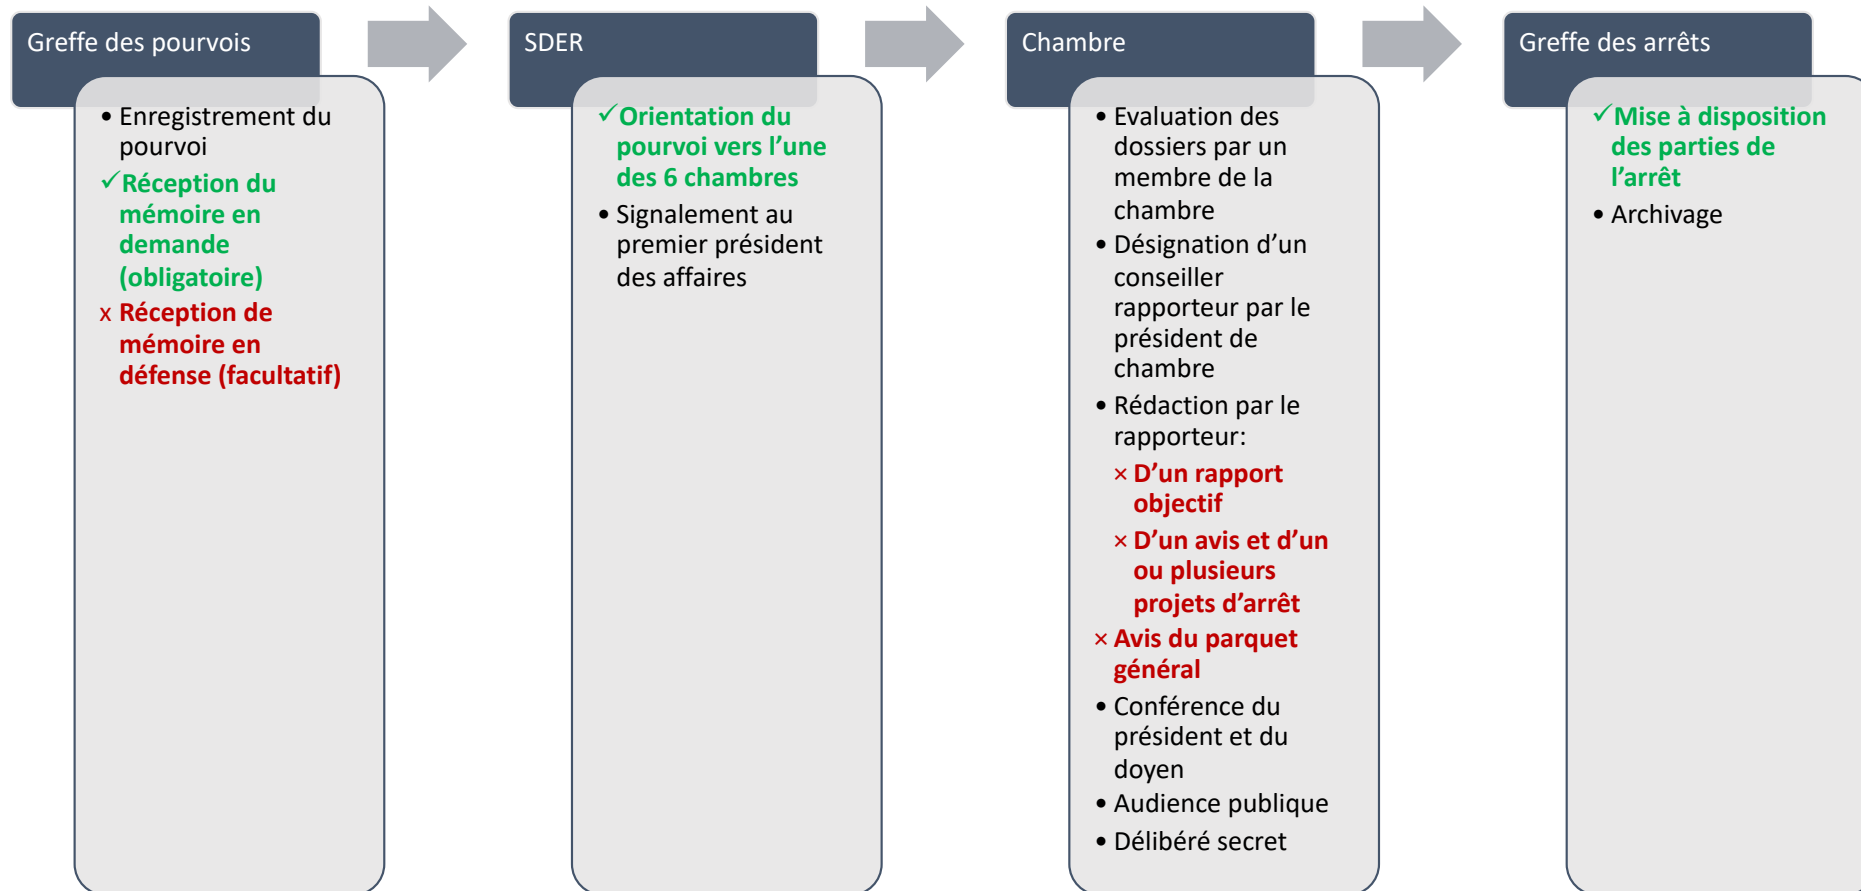 Greffe des pourvois
• Enregistrement du
pourvoi
✓Réception du
mémoire en
demande
(obligatoire)
x Réception de
mémoire en
défense (facultatif)
SDER
✓Orientation du
pourvoi vers l’une
des 6 chambres
• Signalement au
premier président
des affaires
Chambre
• Evaluation des
dossiers par un
membre de la
chambre
• Désignation d’un
conseiller
rapporteur par le
président de
chambre
• Rédaction par le
rapporteur:
× D’un rapport
objectif
× D’un avis et d’un
ou plusieurs
projets d’arrêt
× Avis du parquet
général
• Conférence du
président et du
doyen
• Audience publique
• Délibéré secret
Greffe des arrêts
✓Mise à disposition
des parties de
l’arrêt
• Archivage